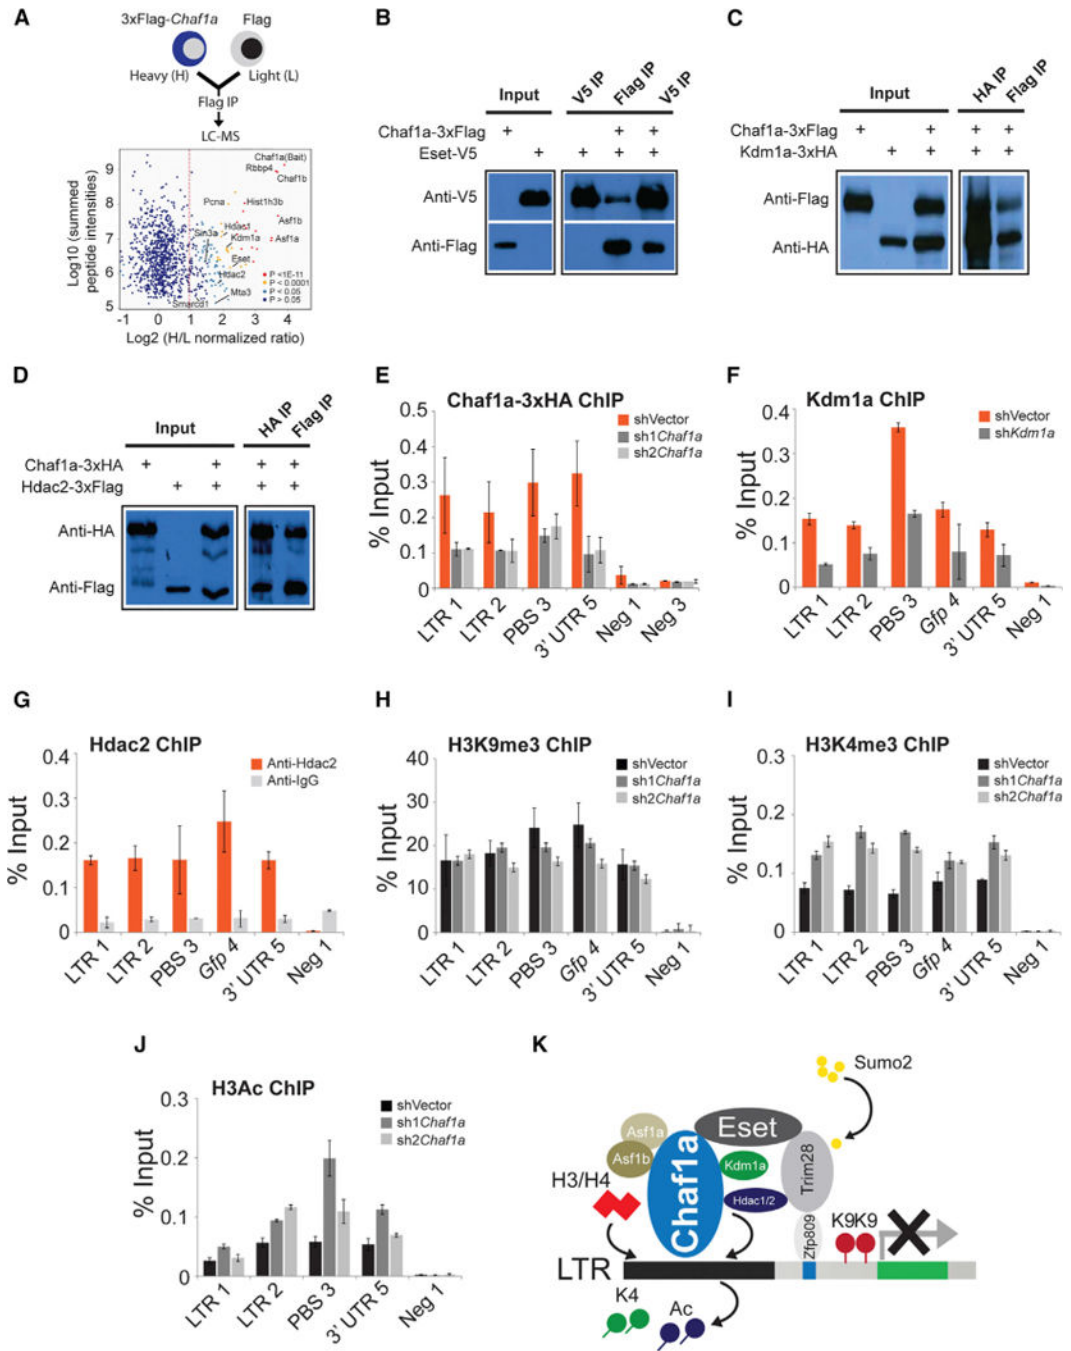 A
3xFlag-Chaf1a
Flag
Heavy (H)
Light (L)
Flag IP
LC-MS
Log10 (summed
peptide intensities)
9
8
7
6
5
Chaf1a(Bait)
Rbbp4
Chaf1b
Pcna
Hist1h3b
Asf1b
Hdac1
Sin3a
Kdm1a
Asf1a
Eset
Hdac2
Mta3
Smarcd1
P <1E-11
P < 0.0001
P < 0.05
P > 0.05
-1 0 1 2 3 4
Log2 (H/L normalized ratio)
B
Input
V5 IP
Flag IP
V5 IP
Chaf1a-3xFlag + + +
Eset-V5 + + + +
Anti-V5
Anti-Flag
C
Input
HA IP
Flag IP
Chaf1a-3xFlag + + + +
Kdm1a-3xHA + + + +
Anti-Flag
Anti-HA
D
Input
HA IP
Flag IP
Chaf1a-3xHA + + + +
Hdac2-3xFlag + + + +
Anti-HA
Anti-Flag
E
Chaf1a-3xHA ChIP
shVector
sh1Chaf1a
sh2Chaf1a
% Input
0.5
0.4
0.3
0.2
0.1
0
LTR 1
LTR 2
PBS 3
3' UTR 5
Neg 1
Neg 3
F
Kdm1a ChIP
shVector
shKdm1a
% Input
0.4
0.3
0.2
0.1
0
LTR 1
LTR 2
PBS 3
Gfp 4
3' UTR 5
Neg 1
G
Hdac2 ChIP
Anti-Hdac2
Anti-IgG
% Input
0.4
0.3
0.2
0.1
0
LTR 1
LTR 2
PBS 3
Gfp 4
3' UTR 5
Neg 1
H
H3K9me3 ChIP
shVector
sh1Chaf1a
sh2Chaf1a
% Input
40
30
20
10
0
LTR 1
LTR 2
PBS 3
Gfp 4
3' UTR 5
Neg 1
I
H3K4me3 ChIP
shVector
sh1Chaf1a
sh2Chaf1a
% Input
0.3
0.2
0.1
0
LTR 1
LTR 2
PBS 3
Gfp 4
3' UTR 5
Neg 1
J
H3Ac ChIP
shVector
sh1Chaf1a
sh2Chaf1a
% Input
0.3
0.2
0.1
0
LTR 1
LTR 2
PBS 3
3' UTR 5
Neg 1
K
Sumo2
Eset
Asf1a
Asf1b
Chaf1a
Kdm1a
Hdac1/2
Trim28
Zfp809
H3/H4
K9K9
LTR
K4
Ac